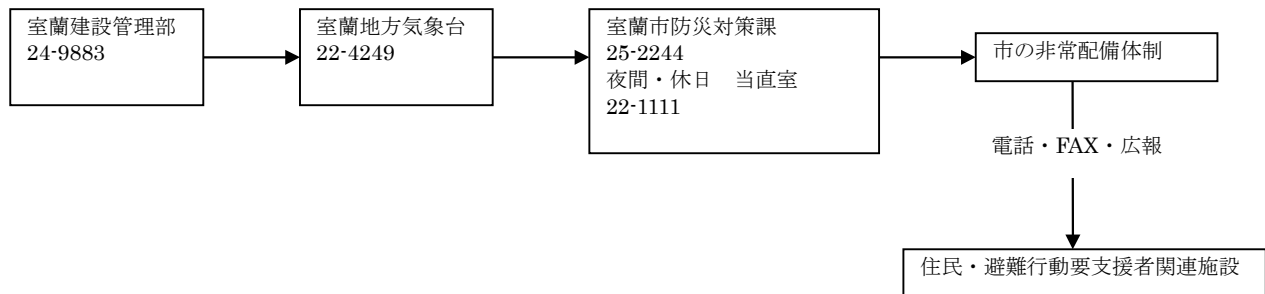 室蘭建設管理部
24-9883
室蘭地方気象台
22-4249
室蘭市防災対策課
25-2244
夜間・休日　当直室
22-1111
市の非常配備体制
電話・FAX・広報
住民・避難行動要支援者関連施設